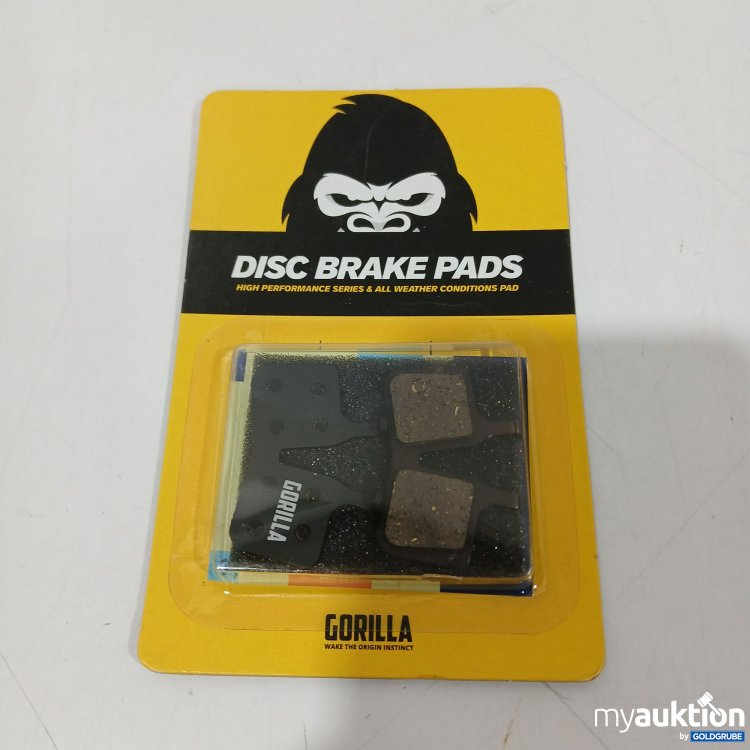 DISC BRAKE PADS
HIGH PERFORMANCE SERIES & ALL WEATHER CONDITIONS PAD
GORILLA
GORILLA
WAKE THE ORIGIN INSTINCT
myauktion
by GOLDGRUBE